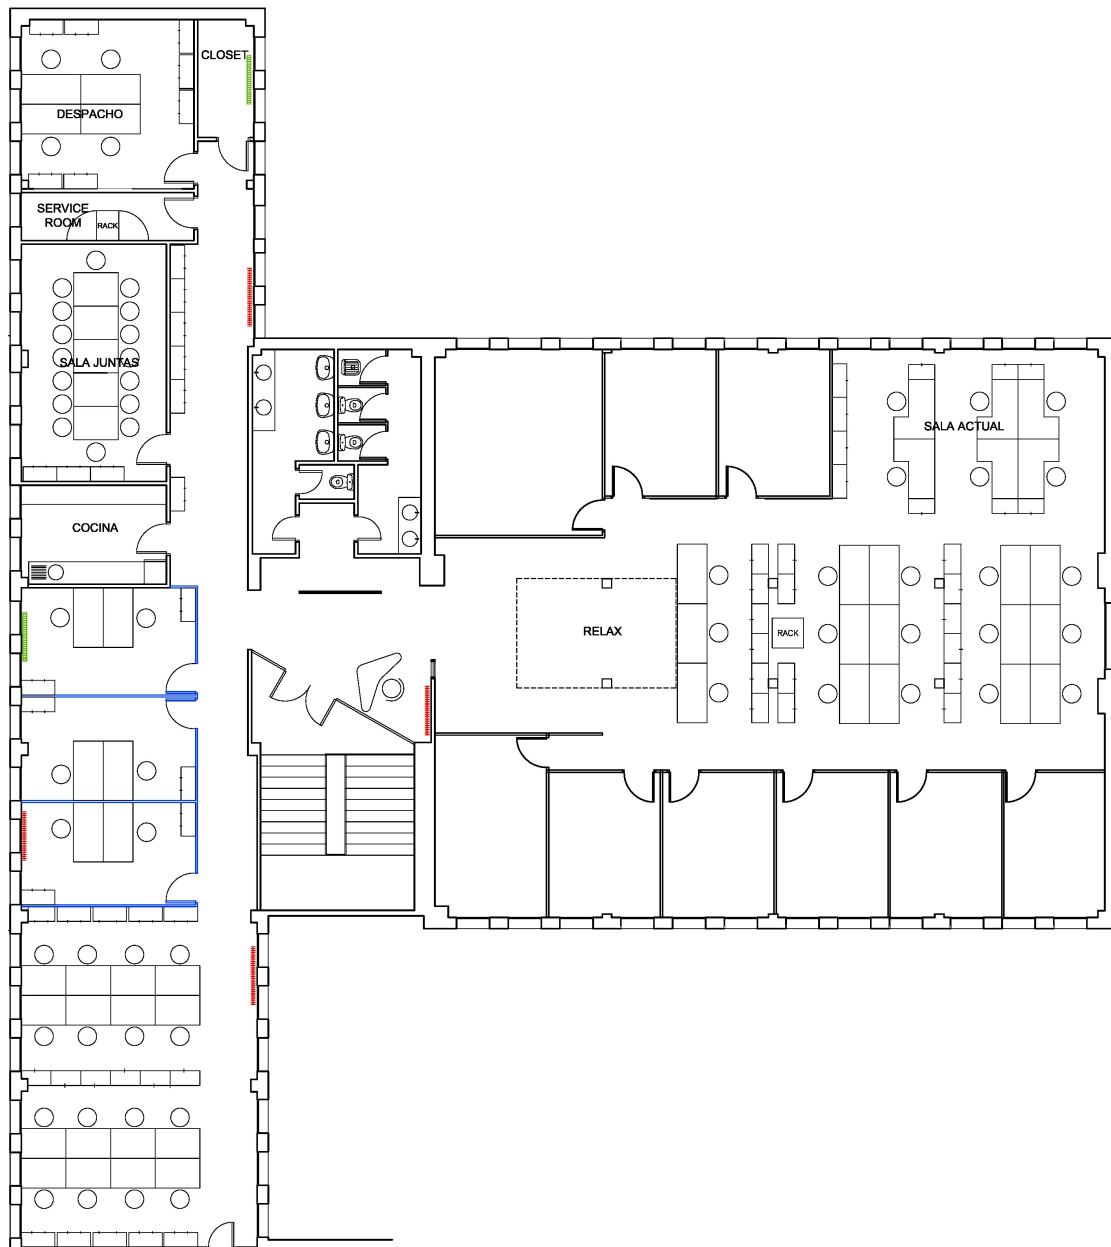 CLOSET
DESPACHO
SERVICE
ROOM
RACK
SALA JUNTAS
SALA ACTUAL
COCINA
RELAX
RACK